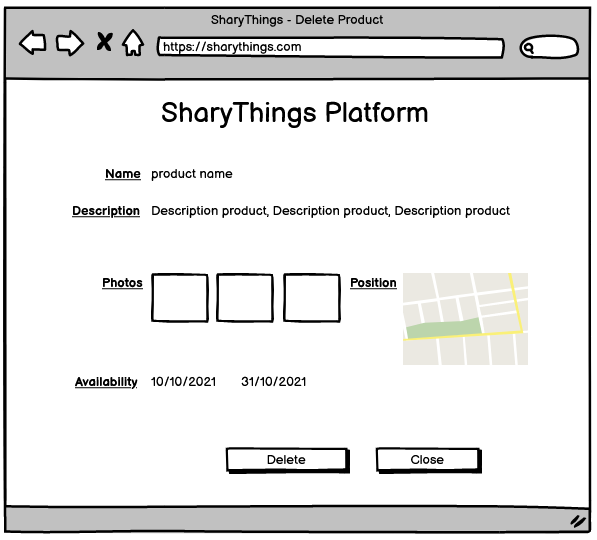 SharyThings - Delete Product
https://sharythings.com
SharyThings Platform
Name product name
Description Description product, Description product, Description product
Photos Position
Availability 10/10/2021 31/10/2021
Delete Close